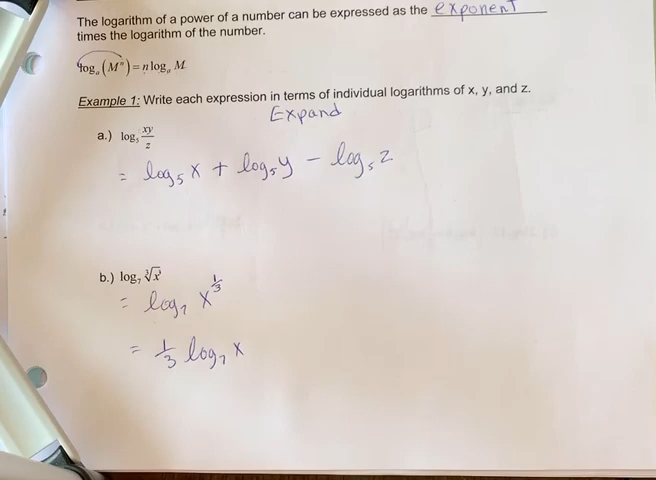 The logarithm of a power of a number can be expressed as the exponent
times the logarithm of the number.
logₐ(Mⁿ) = n logₐ M
Example 1: Write each expression in terms of individual logarithms of x, y, and z.
Expand
a.) log₅ xy/z
= log₅ x + log₅ y − log₅ z
b.) log₇ ∛x
= log₇ x^(1/3)
= 1/3 log₇ x